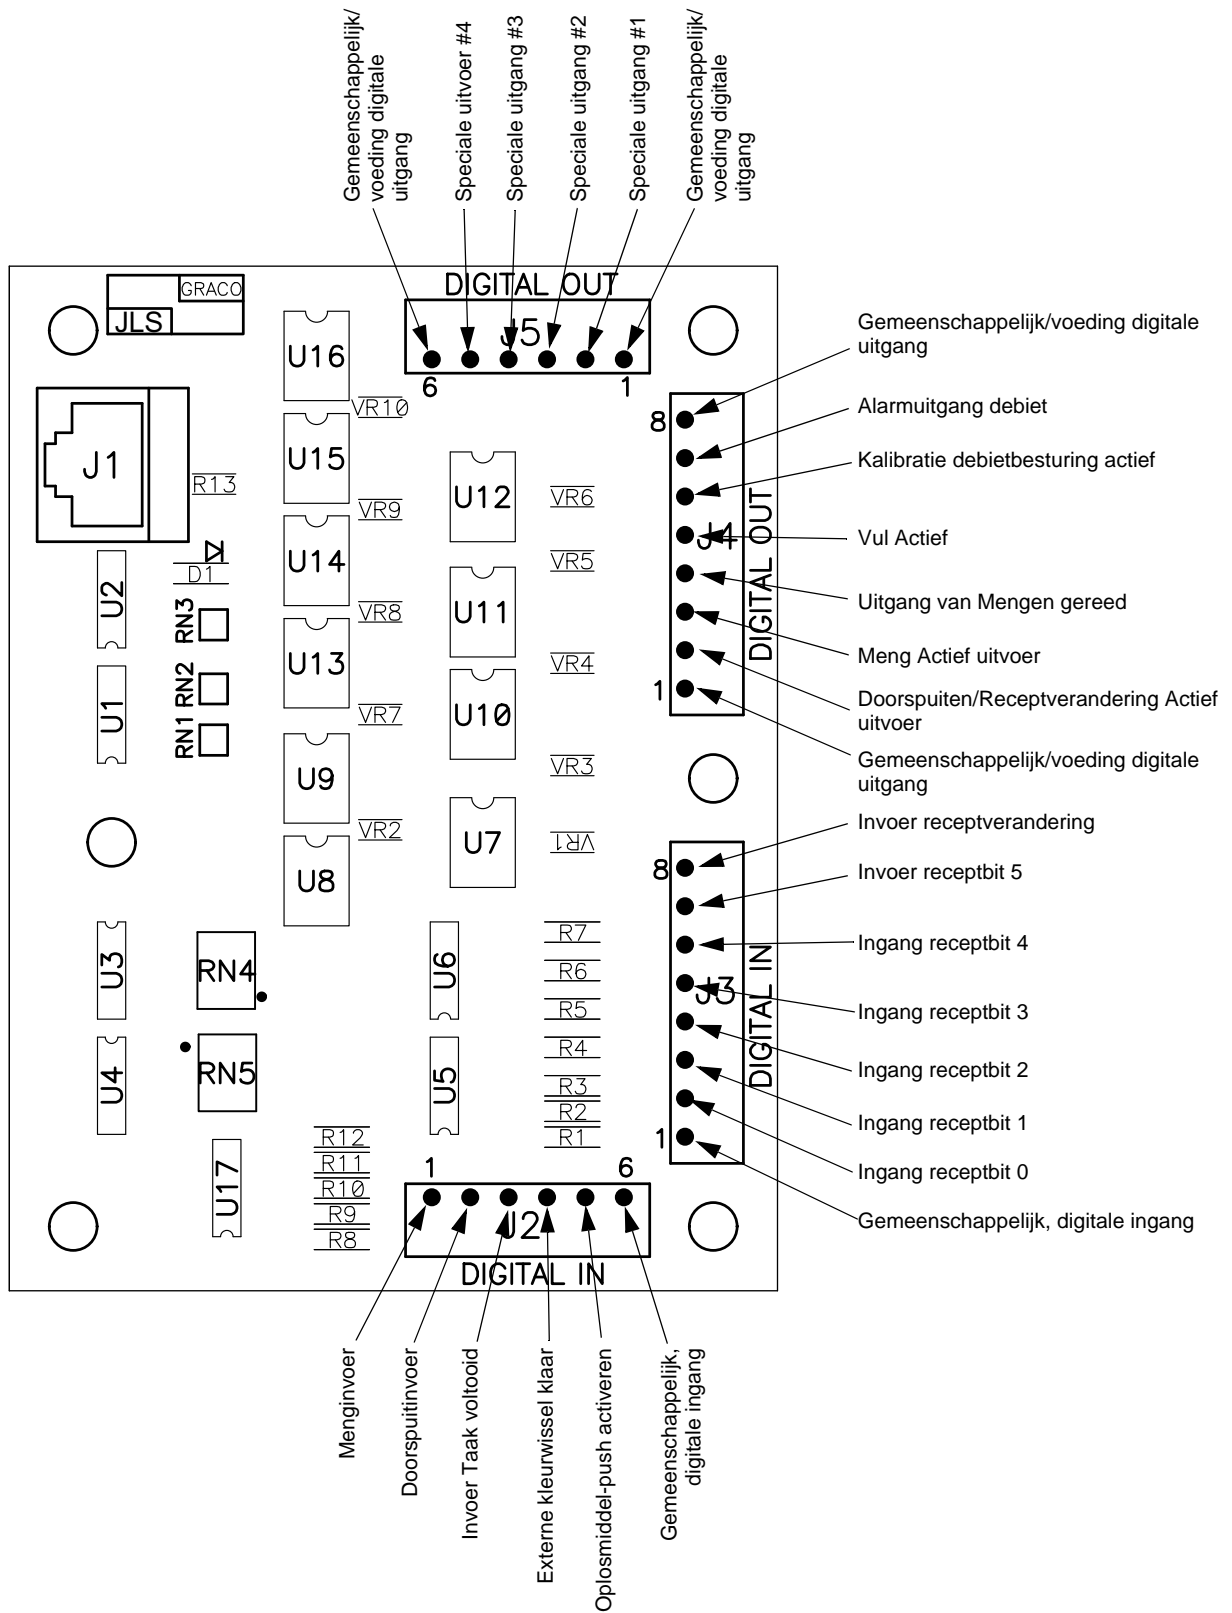 Gemeenschappelijk/
voeding digitale
uitgang
Speciale uitvoer #4
Speciale uitgang #3
Speciale uitgang #2
Speciale uitgang #1
Gemeenschappelijk/
voeding digitale
uitgang
GRACO
JLS
DIGITAL OUT
J5
6
1
U16
VR10
U15
J1
R13
VR9
U12
VR6
U14
VR5
D1
U2
RN3
VR8
U11
U13
VR4
RN2
U1
RN1
VR7
U10
U9
VR3
VR2
U7
VR1
U8
8
J4
DIGITAL OUT
1
Gemeenschappelijk/voeding digitale
uitgang
Alarmuitgang debiet
Kalibratie debietbesturing actief
Vul Actief
Uitgang van Mengen gereed
Meng Actief uitvoer
Doorspuiten/Receptverandering Actief
uitvoer
Gemeenschappelijk/voeding digitale
uitgang
Invoer receptverandering
Invoer receptbit 5
Ingang receptbit 4
Ingang receptbit 3
Ingang receptbit 2
Ingang receptbit 1
Ingang receptbit 0
Gemeenschappelijk, digitale ingang
8
J3
DIGITAL IN
1
U3
RN4
U6
R7
R6
R5
R4
U4
RN5
U5
R3
R2
R1
R12
R11
R10
R9
R8
U17
1
6
J2
DIGITAL IN
Menginvoer
Doorspuitinvoer
Invoer Taak voltooid
Externe kleurwissel klaar
Oplosmiddel-push activeren
Gemeenschappelijk,
digitale ingang